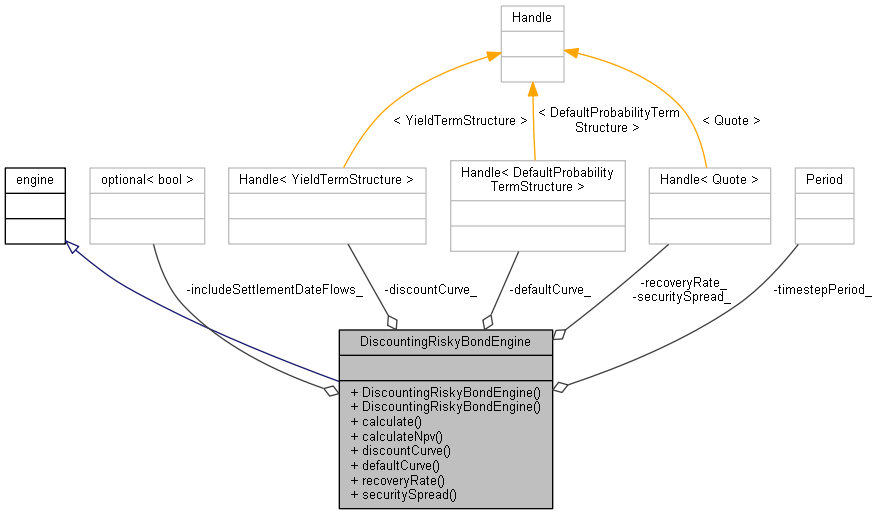 Handle
< YieldTermStructure >
< DefaultProbabilityTerm
Structure >
< Quote >
engine
optional< bool >
Handle< YieldTermStructure >
Handle< DefaultProbability
TermStructure >
Handle< Quote >
Period
-includeSettlementDateFlows_
-discountCurve_
-defaultCurve_
-recoveryRate_
-securitySpread_
-timestepPeriod_
DiscountingRiskyBondEngine
+ DiscountingRiskyBondEngine()
+ DiscountingRiskyBondEngine()
+ calculate()
+ calculateNpv()
+ discountCurve()
+ defaultCurve()
+ recoveryRate()
+ securitySpread()